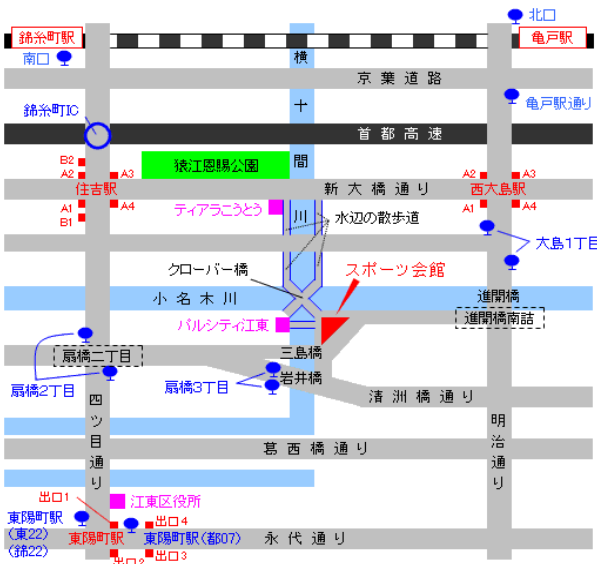 北口
錦糸町駅
亀戸駅
南口
京葉道路
亀戸駅通り
錦糸町IC
首都高速
横十間川
B2
A2
A3
住吉駅
A1
A4
B1
猿江恩賜公園
新大橋通り
A2
A3
西大島駅
A1
A4
ティアラこうとう
水辺の散歩道
大島1丁目
クローバー橋
スポーツ会館
小名木川
進開橋
進開橋南詰
パルシティ江東
三島橋
扇橋二丁目
岩井橋
扇橋2丁目
扇橋3丁目
清洲橋通り
四ツ目通り
明治通り
葛西橋通り
出口1
江東区役所
東陽町駅
(東22)
(錦22)
出口4
東陽町駅
東陽町駅(都07)
永代通り
出口2
出口3